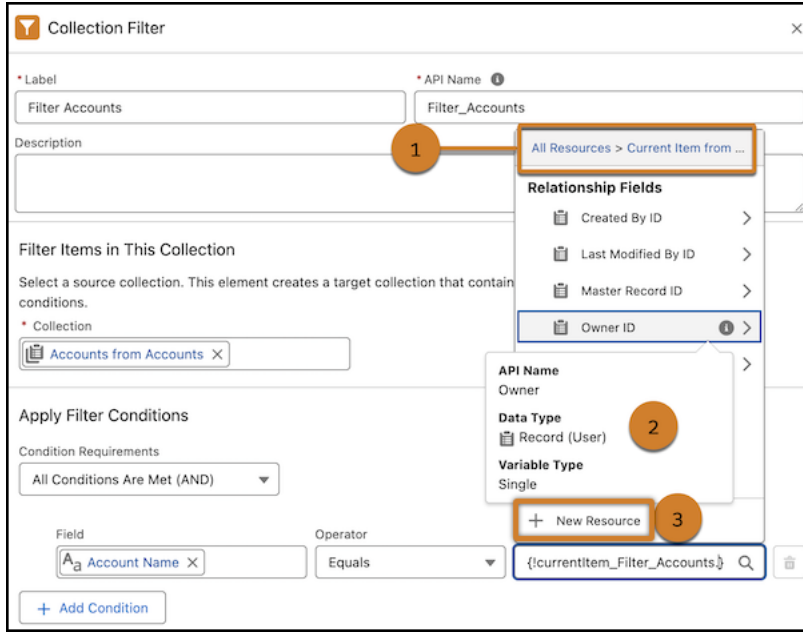 Collection Filter
* Label
* API Name
Filter Accounts
Filter_Accounts
Description
1
All Resources > Current Item from ...
Relationship Fields
Created By ID
Last Modified By ID
Master Record ID
Owner ID
Filter Items in This Collection
Select a source collection. This element creates a target collection that contain
conditions.
* Collection
Accounts from Accounts
API Name
Owner
Data Type
Record (User)
2
Variable Type
Single
Apply Filter Conditions
Condition Requirements
All Conditions Are Met (AND)
+ New Resource
3
Field
Operator
Aa Account Name
Equals
{!currentItem_Filter_Accounts.}
+ Add Condition